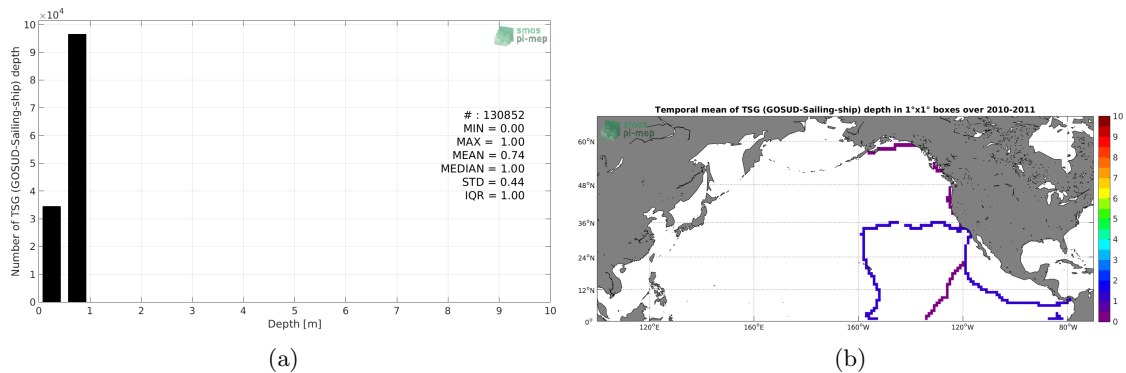 ×10⁴
10
9
8
7
6
5
4
3
2
1
0
Number of TSG (GOSUD-Sailing-ship) depth
smos
pi-mep
# : 130852
MIN = 0.00
MAX = 1.00
MEAN = 0.74
MEDIAN = 1.00
STD = 0.44
IQR = 1.00
0 1 2 3 4 5 6 7 8 9 10
Depth [m]
(a)
Temporal mean of TSG (GOSUD-Sailing-ship) depth in 1°x1° boxes over 2010-2011
smos
pi-mep
60°N
48°N
36°N
24°N
12°N
0°
120°E 160°E 160°W 120°W 80°W
10
9
8
7
6
5
4
3
2
1
0
(b)